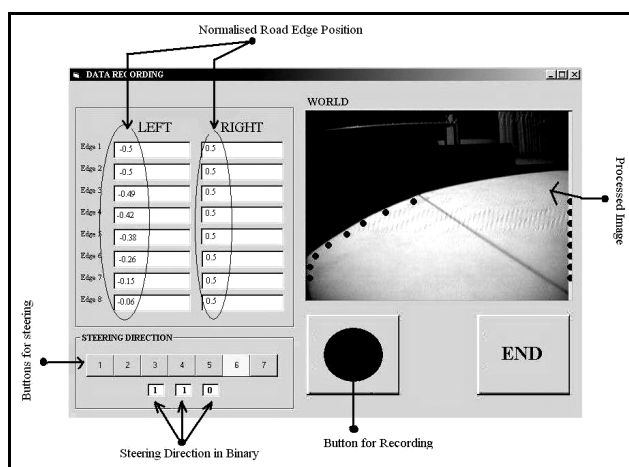 Normalised Road Edge Position
DATA RECORDING
LEFT RIGHT
Edge 1 -0.5 0.5
Edge 2 -0.5 0.5
Edge 3 -0.49 0.5
Edge 4 -0.42 0.5
Edge 5 -0.38 0.5
Edge 6 -0.26 0.5
Edge 7 -0.15 0.5
Edge 8 -0.06 0.5
WORLD
Processed Image
STEERING DIRECTION
1 2 3 4 5 6 7
1 1 0
Buttons for steering
END
Steering Direction in Binary
Button for Recording